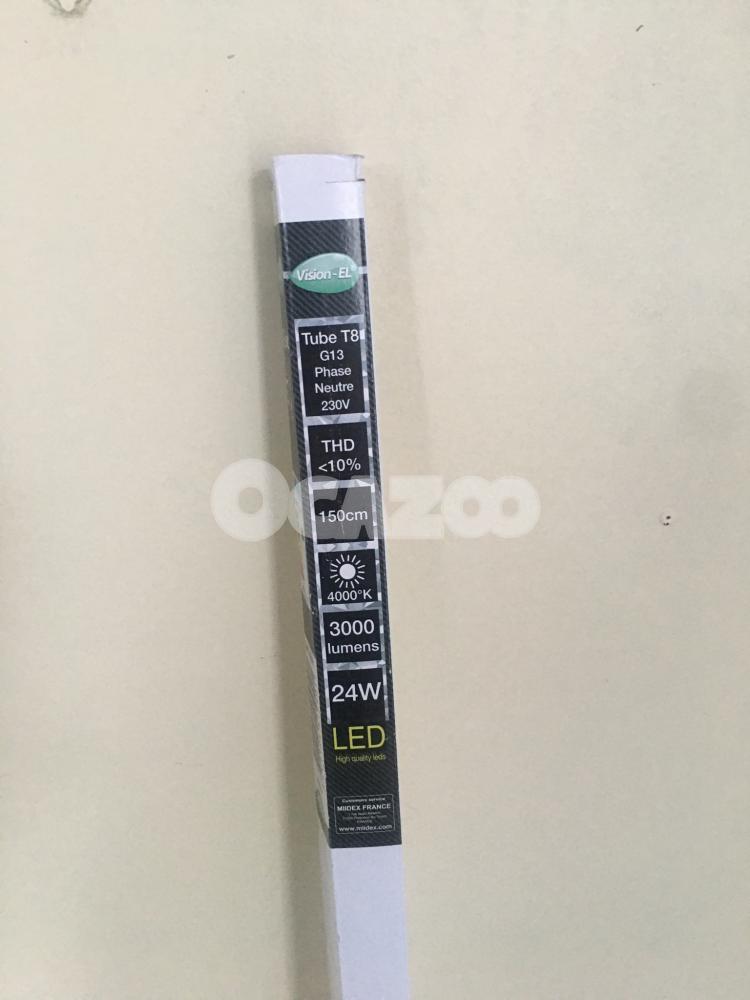 Vision-EL®
Tube T8
G13
Phase
Neutre
230V
THD
<10%
OCAZOO
150cm
4000°K
3000
lumens
24W
LED
High quality leds
Customers service
MIIDEX FRANCE
www.miidex.com